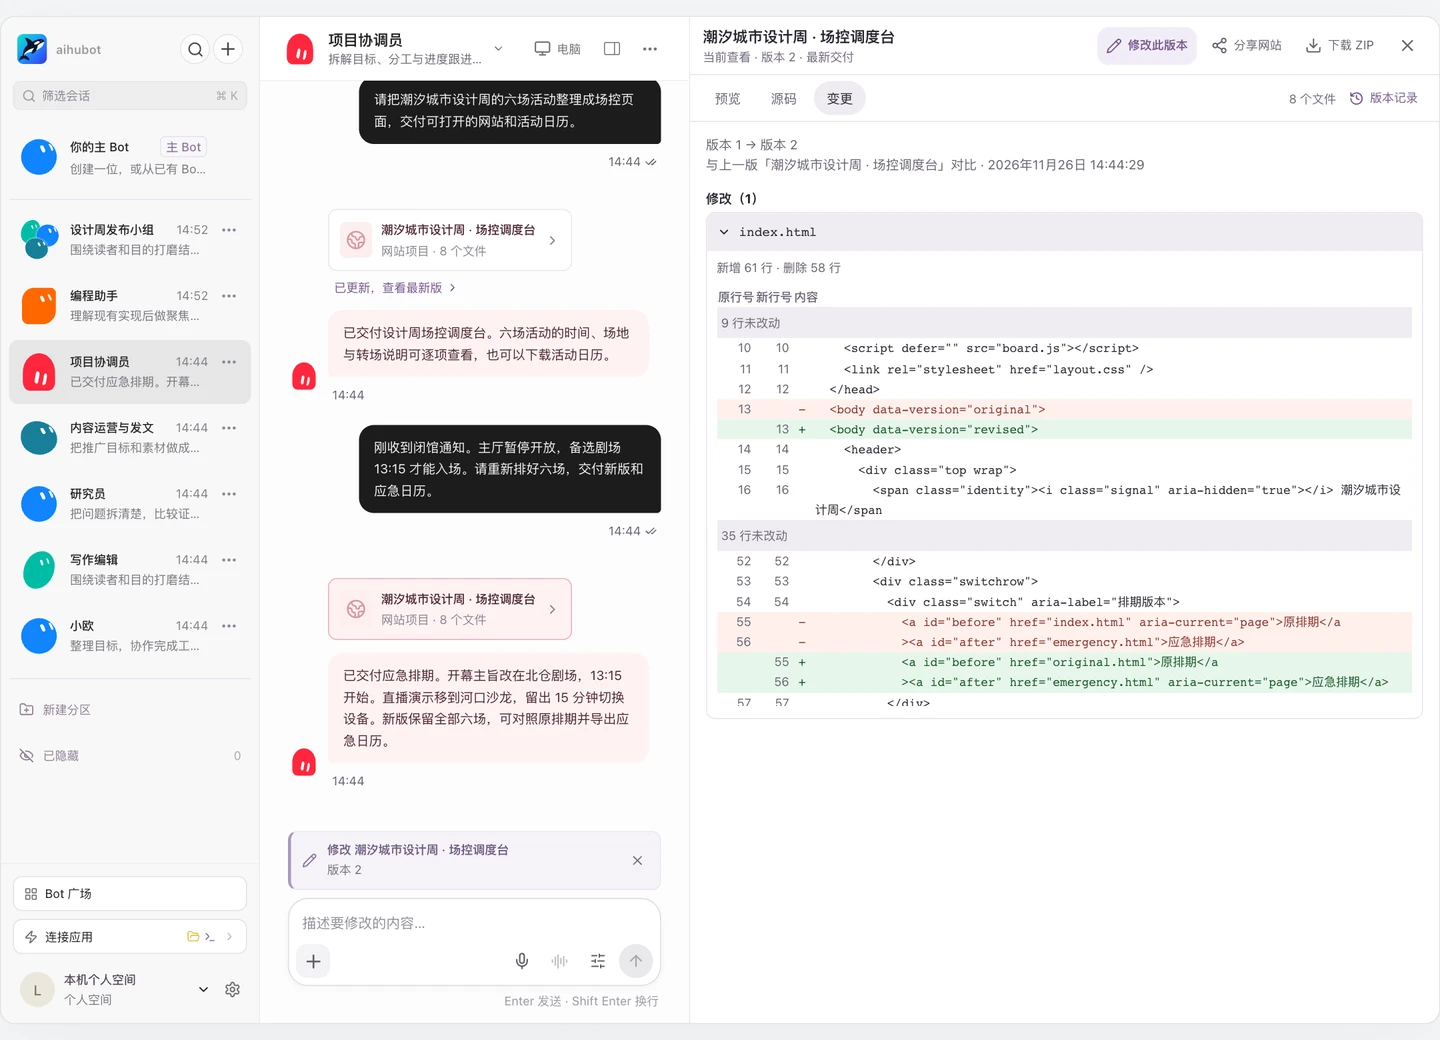 aihubot
筛选会话 ⌘ K
你的主 Bot 主 Bot
创建一位，或从已有 Bo...
设计周发布小组 14:52
围绕读者和目的打磨结...
编程助手 14:52
理解现有实现后做聚焦...
项目协调员 14:44
已交付应急排期。开幕...
内容运营与发文 14:44
把推广目标和素材做成...
研究员 14:44
把问题拆清楚，比较证...
写作编辑 14:44
围绕读者和目的打磨结...
小欧 14:44
整理目标，协作完成工...
新建分区
已隐藏 0
Bot 广场
连接应用
L
本机个人空间
个人空间
项目协调员
拆解目标、分工与进度跟进...
电脑
请把潮汐城市设计周的六场活动整理成场控页
面，交付可打开的网站和活动日历。
14:44
潮汐城市设计周 · 场控调度台
网站项目 · 8 个文件
已更新，查看最新版
已交付设计周场控调度台。六场活动的时间、场地
与转场说明可逐项查看，也可以下载活动日历。
14:44
刚收到闭馆通知。主厅暂停开放，备选剧场
13:15 才能入场。请重新排好六场，交付新版和
应急日历。
14:44
潮汐城市设计周 · 场控调度台
网站项目 · 8 个文件
已交付应急排期。开幕主旨改在北仓剧场，13:15
开始。直播演示移到河口沙龙，留出 15 分钟切换
设备。新版保留全部六场，可对照原排期并导出应
急日历。
14:44
修改 潮汐城市设计周 · 场控调度台
版本 2
描述要修改的内容...
Enter 发送 · Shift Enter 换行
潮汐城市设计周 · 场控调度台
当前查看 · 版本 2 · 最新交付
修改此版本
分享网站
下载 ZIP
预览
源码
变更
8 个文件
版本记录
版本 1 → 版本 2
与上一版「潮汐城市设计周 · 场控调度台」对比 · 2026年11月26日 14:44:29
修改（1）
index.html
新增 61 行 · 删除 58 行
原行号 新行号 内容
9 行未改动
10 10 <script defer="" src="board.js"></script>
11 11 <link rel="stylesheet" href="layout.css" />
12 12 </head>
13 − <body data-version="original">
13 + <body data-version="revised">
14 14 <header>
15 15 <div class="top wrap">
16 16 <span class="identity"><i class="signal" aria-hidden="true"></i> 潮汐城市设
计周</span
35 行未改动
52 52 </div>
53 53 <div class="switchrow">
54 54 <div class="switch" aria-label="排期版本">
55 − <a id="before" href="index.html" aria-current="page">原排期</a
56 − ><a id="after" href="emergency.html">应急排期</a>
55 + <a id="before" href="original.html">原排期</a
56 + ><a id="after" href="emergency.html" aria-current="page">应急排期</a>
57 57 </div>